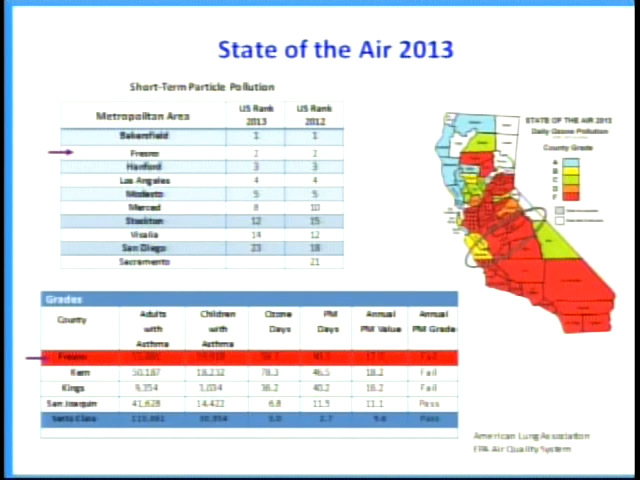 State of the Air 2013
Short-Term Particle Pollution
Metropolitan Area US Rank 2013 US Rank 2012
Bakersfield 1 1
Fresno
Hanford 3 3
Los Angeles 4 4
Modesto 5 5
Merced 8 10
Stockton 12 15
Visalia 14 12
San Diego 23 18
Sacramento 21
STATE OF THE AIR 2013
Daily Ozone Pollution
County Grade
A
B
C
D
F
Grades
County Adults with Asthma Children with Asthma Ozone Days PM Days Annual PM Value Annual PM Grade
Fresno Fail
Kern 50,187 18,232 78.3 46.5 18.2 Fail
Kings 9,354 36.2 40.2 16.2 Fail
San Joaquin 41,628 14,422 6.8 11.5 11.1 Pass
Santa Clara Pass
American Lung Association
EPA Air Quality System